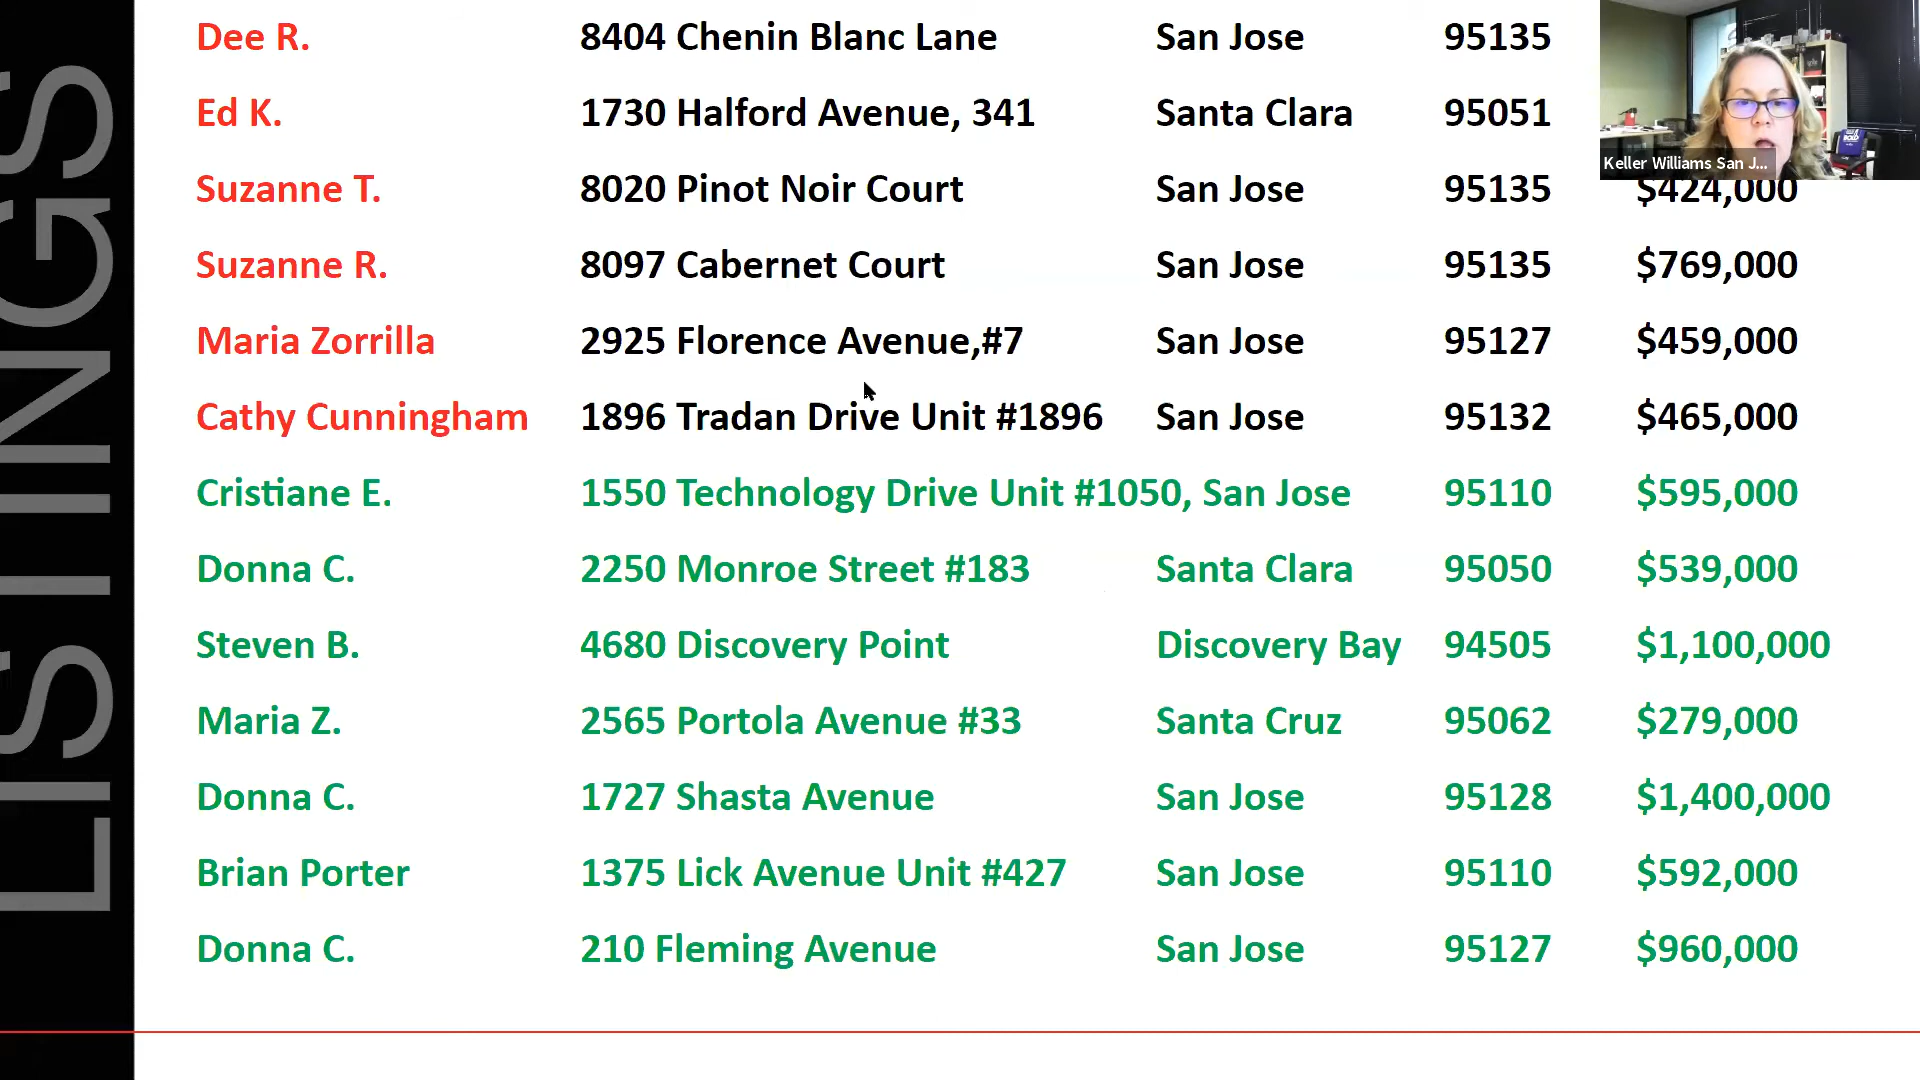 LISTINGS
Dee R. 8404 Chenin Blanc Lane San Jose 95135
Ed K. 1730 Halford Avenue, 341 Santa Clara 95051
Suzanne T. 8020 Pinot Noir Court San Jose 95135 $424,000
Suzanne R. 8097 Cabernet Court San Jose 95135 $769,000
Maria Zorrilla 2925 Florence Avenue,#7 San Jose 95127 $459,000
Cathy Cunningham 1896 Tradan Drive Unit #1896 San Jose 95132 $465,000
Cristiane E. 1550 Technology Drive Unit #1050, San Jose 95110 $595,000
Donna C. 2250 Monroe Street #183 Santa Clara 95050 $539,000
Steven B. 4680 Discovery Point Discovery Bay 94505 $1,100,000
Maria Z. 2565 Portola Avenue #33 Santa Cruz 95062 $279,000
Donna C. 1727 Shasta Avenue San Jose 95128 $1,400,000
Brian Porter 1375 Lick Avenue Unit #427 San Jose 95110 $592,000
Donna C. 210 Fleming Avenue San Jose 95127 $960,000
Keller Williams San J...
BOLD